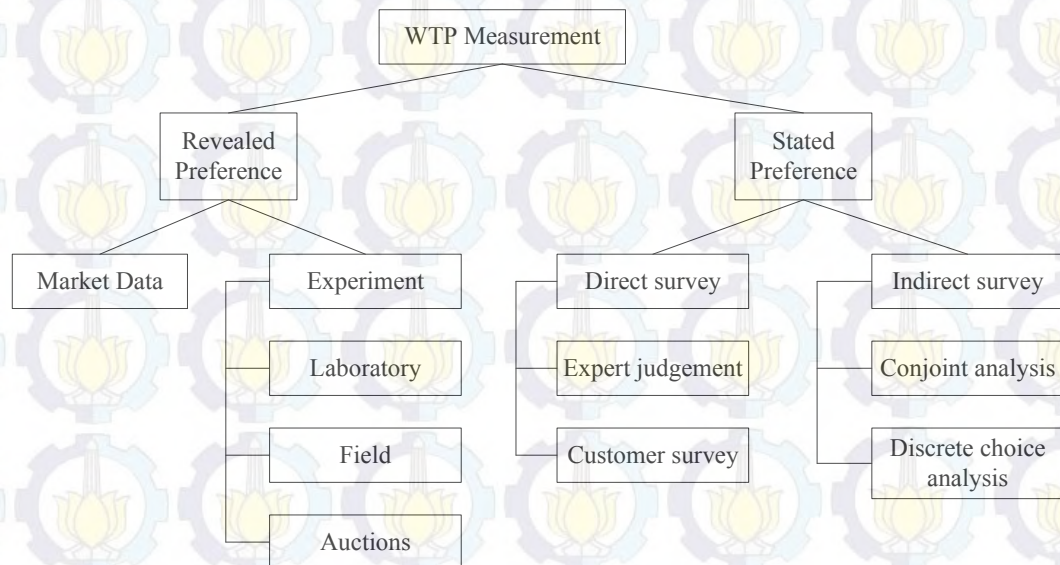 WTP Measurement
Revealed
Preference
Stated
Preference
Market Data
Experiment
Direct survey
Indirect survey
Laboratory
Expert judgement
Conjoint analysis
Field
Customer survey
Discrete choice
analysis
Auctions